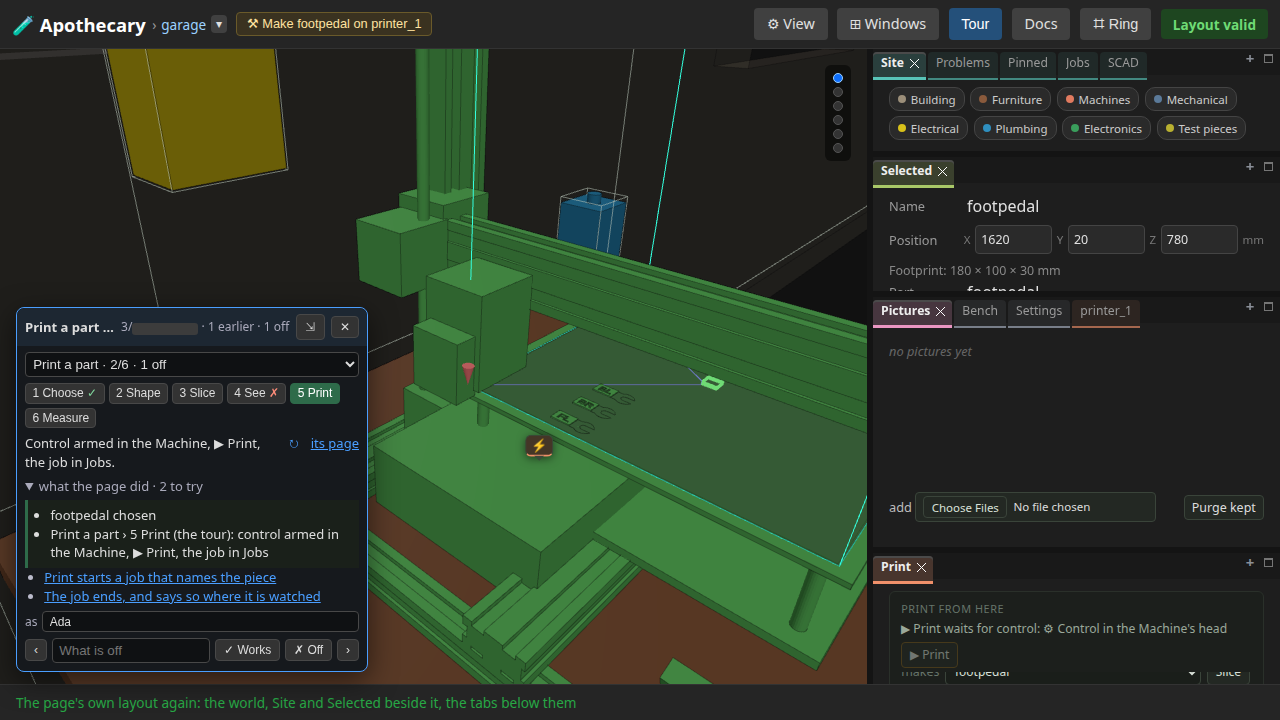 Apothecary › garage ▾ ⚒ Make footpedal on printer_1
⚙ View ⊞ Windows Tour Docs ⌗ Ring Layout valid
Site Problems Pinned Jobs SCAD
Building Furniture Machines Mechanical
Electrical Plumbing Electronics Test pieces
Selected
Name footpedal
Position X 1620 Y 20 Z 780 mm
Footprint: 180 × 100 × 30 mm
Pictures Bench Settings printer_1
no pictures yet
add Choose Files No file chosen Purge kept
Print
PRINT FROM HERE
▶ Print waits for control: ⚙ Control in the Machine's head
▶ Print
makes footpedal Slice
Print a part ... 3/ · 1 earlier · 1 off
Print a part · 2/6 · 1 off
1 Choose ✓ 2 Shape 3 Slice 4 See ✗ 5 Print
6 Measure
Control armed in the Machine, ▶ Print, ↻ its page
the job in Jobs.
▼ what the page did · 2 to try
footpedal chosen
Print a part › 5 Print (the tour): control armed in
the Machine, ▶ Print, the job in Jobs
Print starts a job that names the piece
The job ends, and says so where it is watched
as Ada
‹ What is off ✓ Works ✗ Off ›
The page's own layout again: the world, Site and Selected beside it, the tabs below them